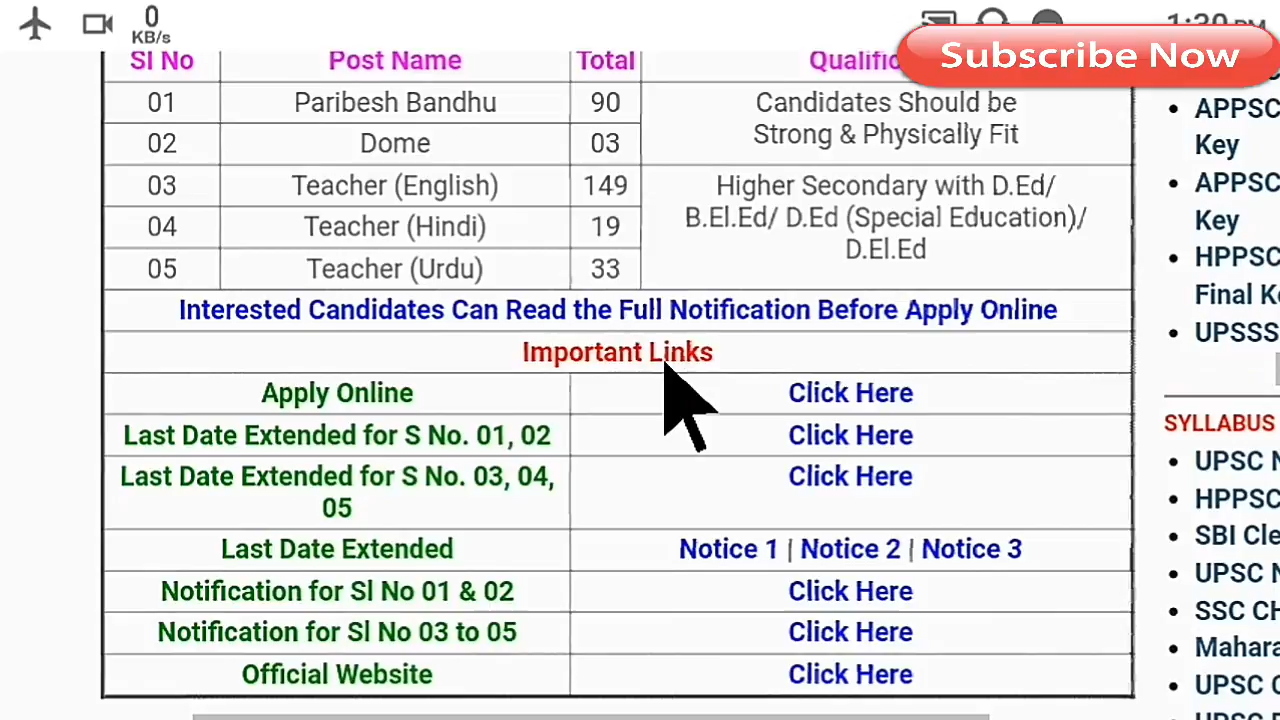 0
KB/s
1:30 PM
Subscribe Now
Sl No Post Name Total
01 Paribesh Bandhu 90 Candidates Should be
Strong & Physically Fit
02 Dome 03
03 Teacher (English) 149 Higher Secondary with D.Ed/
B.El.Ed/ D.Ed (Special Education)/
D.El.Ed
04 Teacher (Hindi) 19
05 Teacher (Urdu) 33
Interested Candidates Can Read the Full Notification Before Apply Online
Important Links
Apply Online Click Here
Last Date Extended for S No. 01, 02 Click Here
Last Date Extended for S No. 03, 04, Click Here
05
Last Date Extended Notice 1 | Notice 2 | Notice 3
Notification for Sl No 01 & 02 Click Here
Notification for Sl No 03 to 05 Click Here
Official Website Click Here
APPSC
Key
APPSC
Key
HPPSC
Final
UPSSS
SYLLABUS
UPSC
HPPSC
SBI Cle
UPSC
SSC CH
Mahara
UPSC